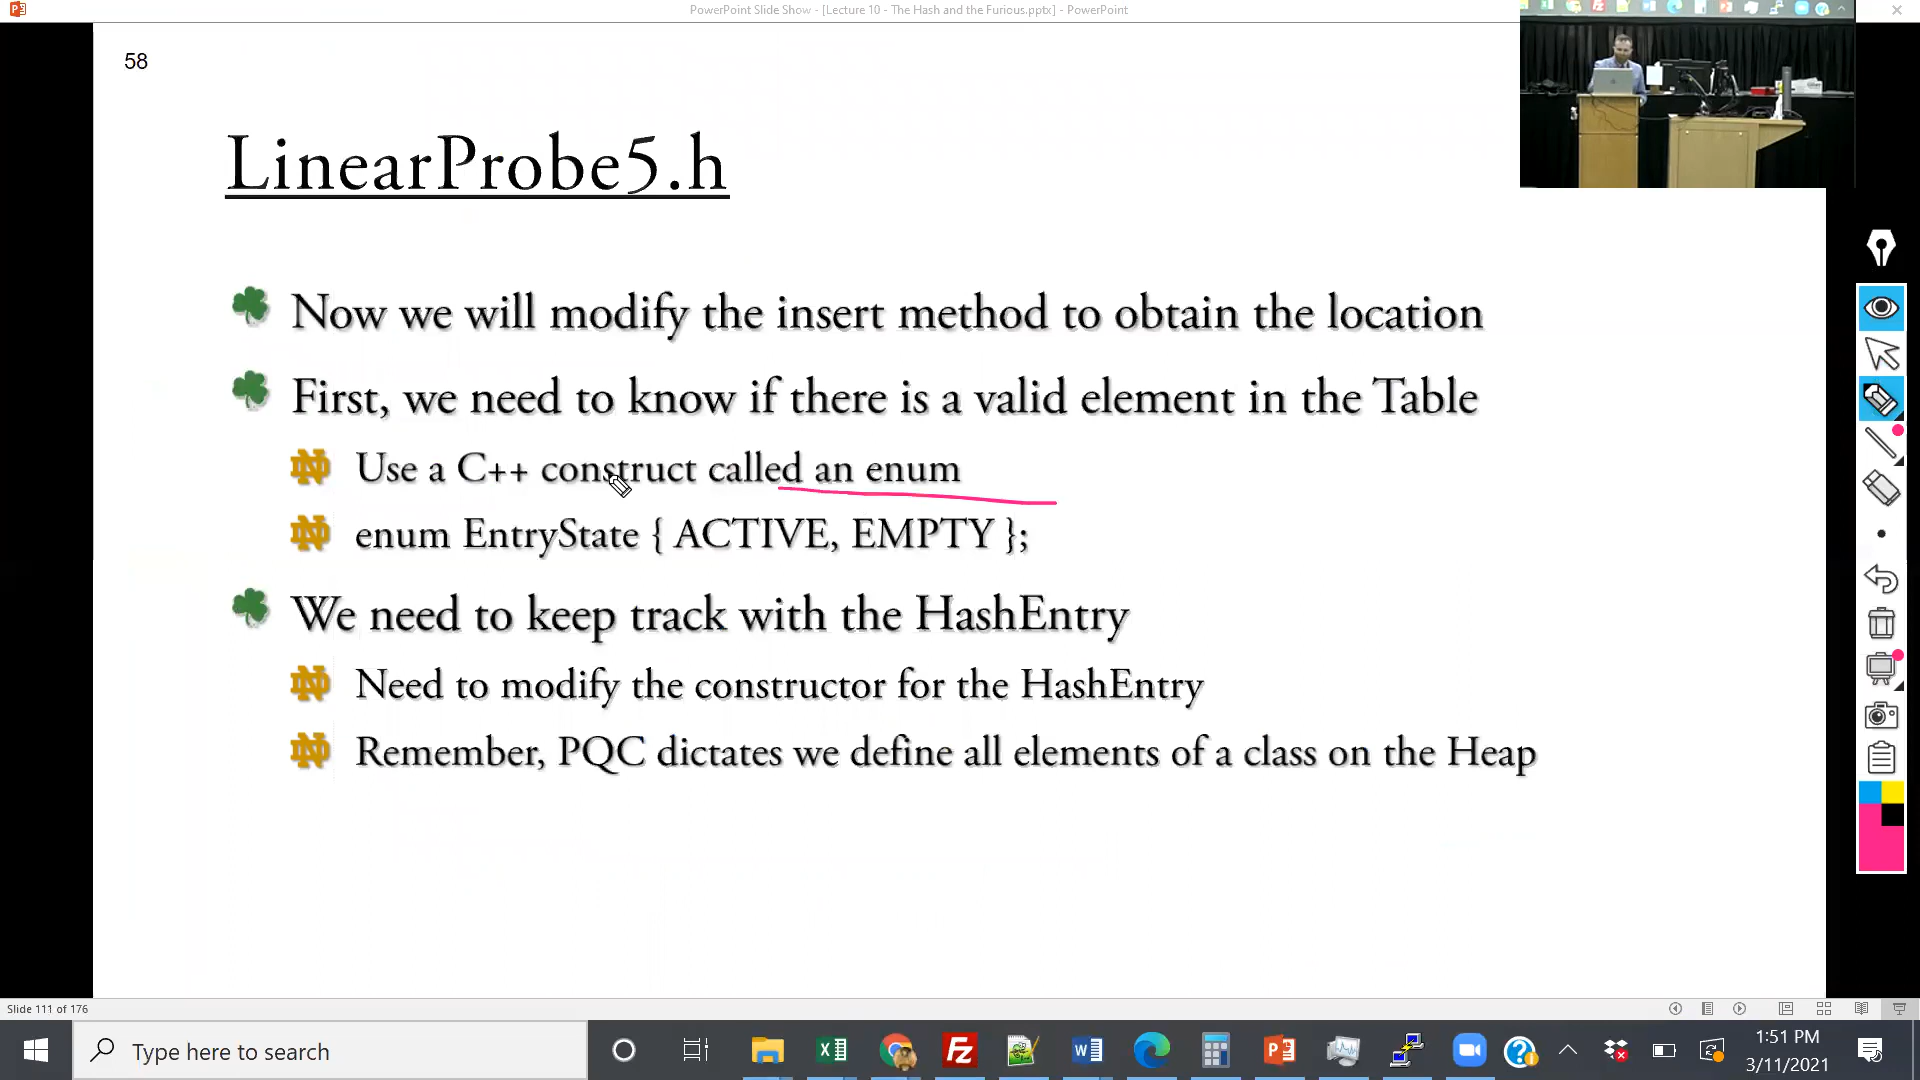 PowerPoint Slide Show - [Lecture 10 - The Hash and the Furious.pptx] - PowerPoint
58
LinearProbe5.h
Now we will modify the insert method to obtain the location
First, we need to know if there is a valid element in the Table
Use a C++ construct called an enum
enum EntryState { ACTIVE, EMPTY };
We need to keep track with the HashEntry
Need to modify the constructor for the HashEntry
Remember, PQC dictates we define all elements of a class on the Heap
Slide 111 of 176
Type here to search
1:51 PM
3/11/2021